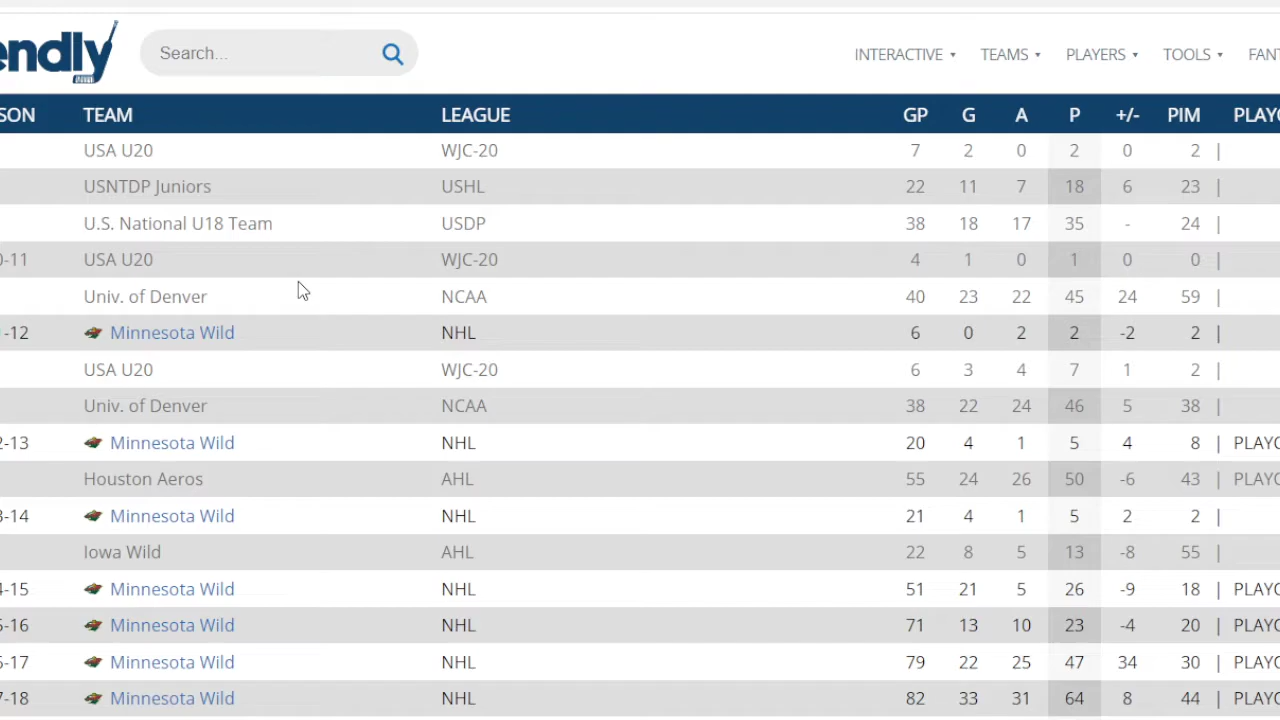 endly Search... INTERACTIVE ▾ TEAMS ▾ PLAYERS ▾ TOOLS ▾ FANT
SON TEAM LEAGUE GP G A P +/- PIM PLAYO
USA U20 WJC-20 7 2 0 2 0 2 |
USNTDP Juniors USHL 22 11 7 18 6 23 |
U.S. National U18 Team USDP 38 18 17 35 - 24 |
0-11 USA U20 WJC-20 4 1 0 1 0 0 |
Univ. of Denver NCAA 40 23 22 45 24 59 |
-12 Minnesota Wild NHL 6 0 2 2 -2 2 |
USA U20 WJC-20 6 3 4 7 1 2 |
Univ. of Denver NCAA 38 22 24 46 5 38 |
2-13 Minnesota Wild NHL 20 4 1 5 4 8 | PLAYO
Houston Aeros AHL 55 24 26 50 -6 43 | PLAYO
3-14 Minnesota Wild NHL 21 4 1 5 2 2 |
Iowa Wild AHL 22 8 5 13 -8 55 |
4-15 Minnesota Wild NHL 51 21 5 26 -9 18 | PLAYO
5-16 Minnesota Wild NHL 71 13 10 23 -4 20 | PLAYO
6-17 Minnesota Wild NHL 79 22 25 47 34 30 | PLAYO
7-18 Minnesota Wild NHL 82 33 31 64 8 44 | PLAYO